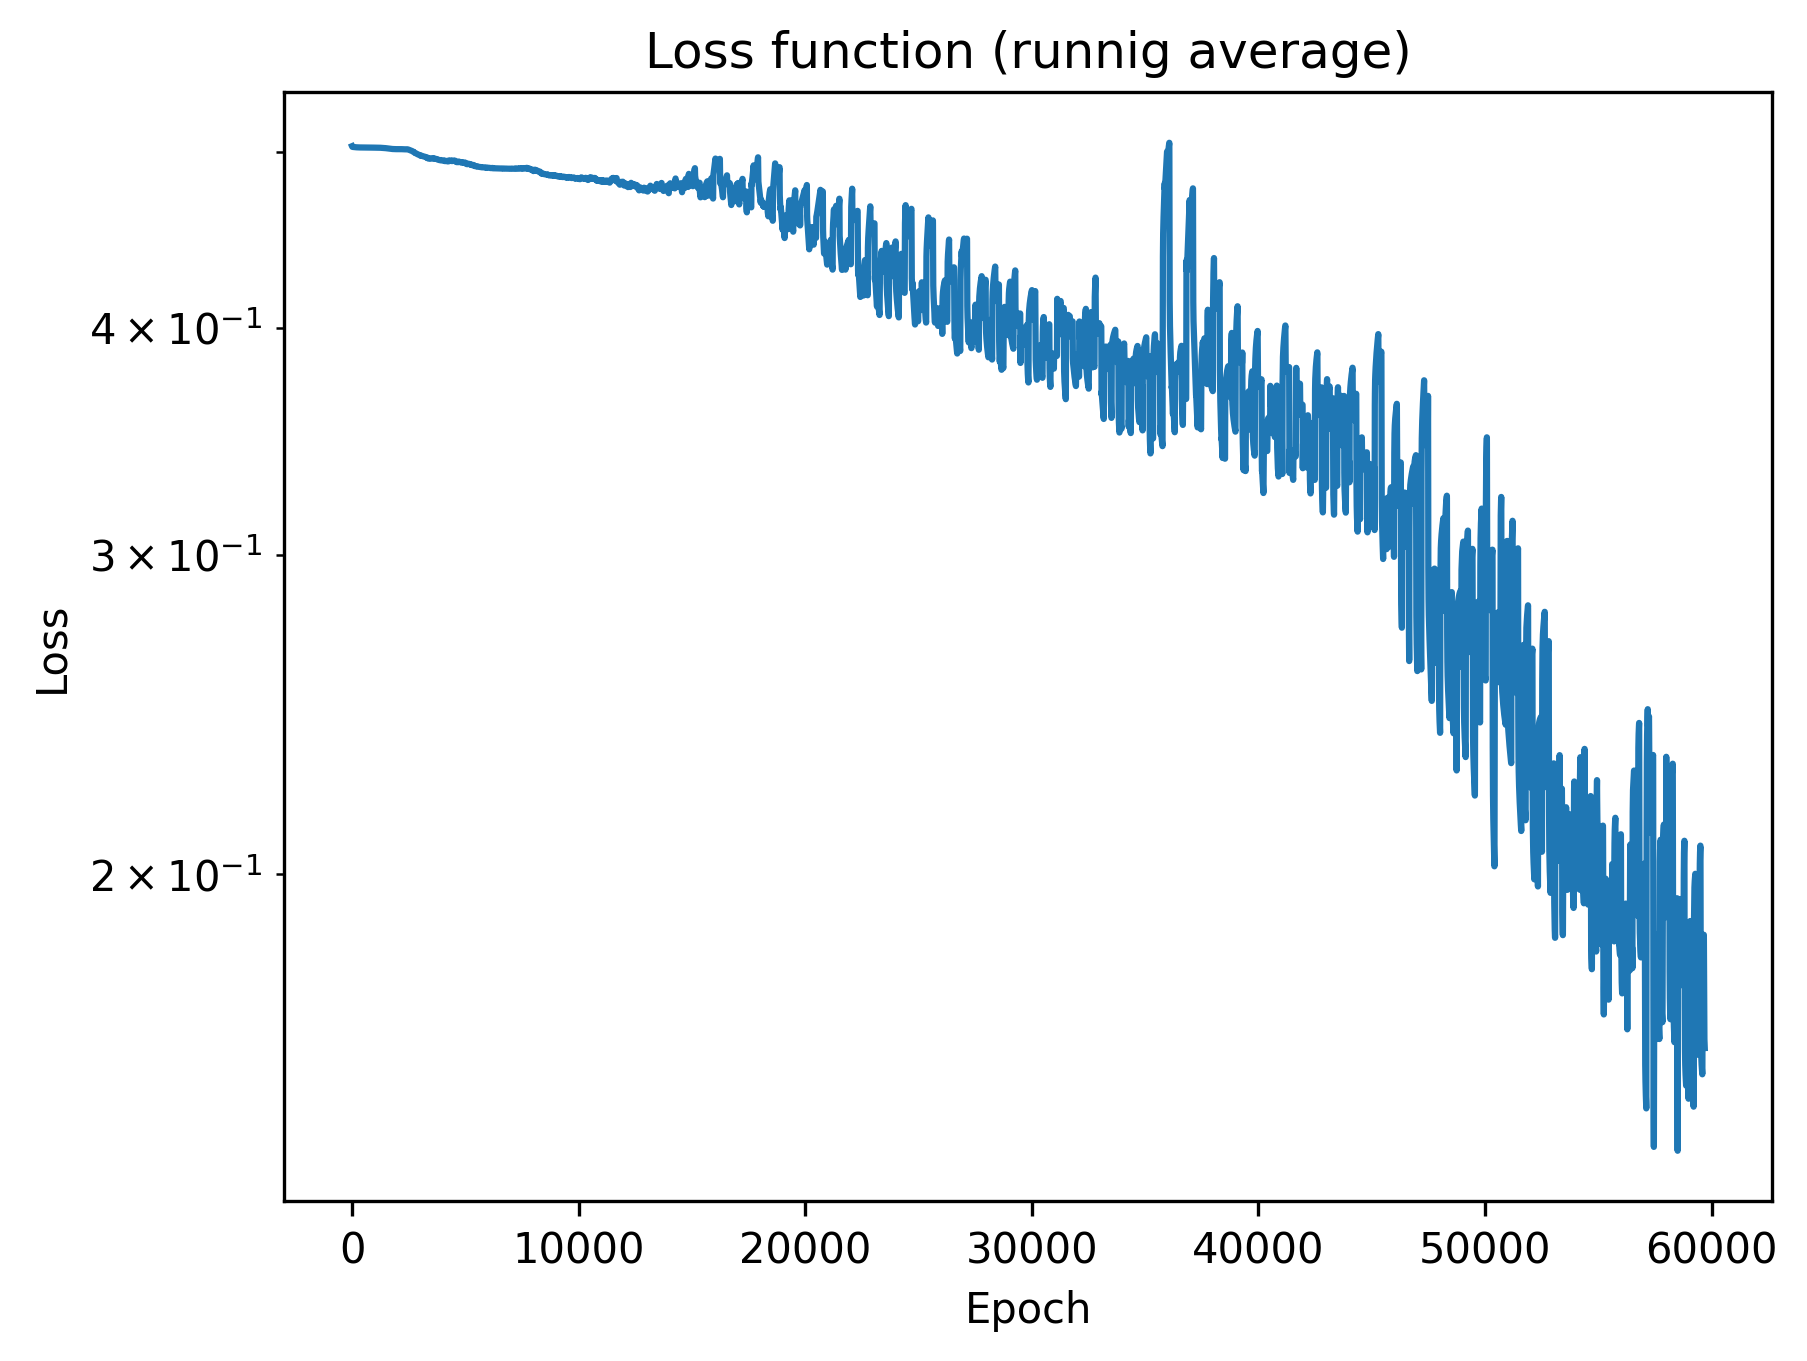 Loss function (runnig average)
Loss
4 × 10⁻¹
3 × 10⁻¹
2 × 10⁻¹
0 10000 20000 30000 40000 50000 60000
Epoch